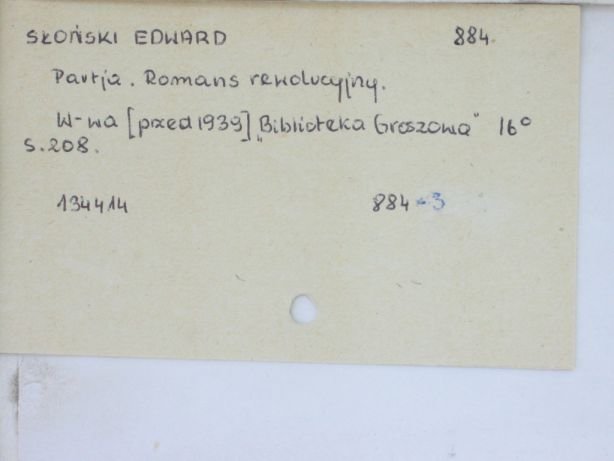 SŁOŃSKI EDWARD 884.
Partja. Romans rewolucyjny.
W-wa [przed 1939] „Biblioteka Groszowa" 16°
S. 208.
134414 884-3